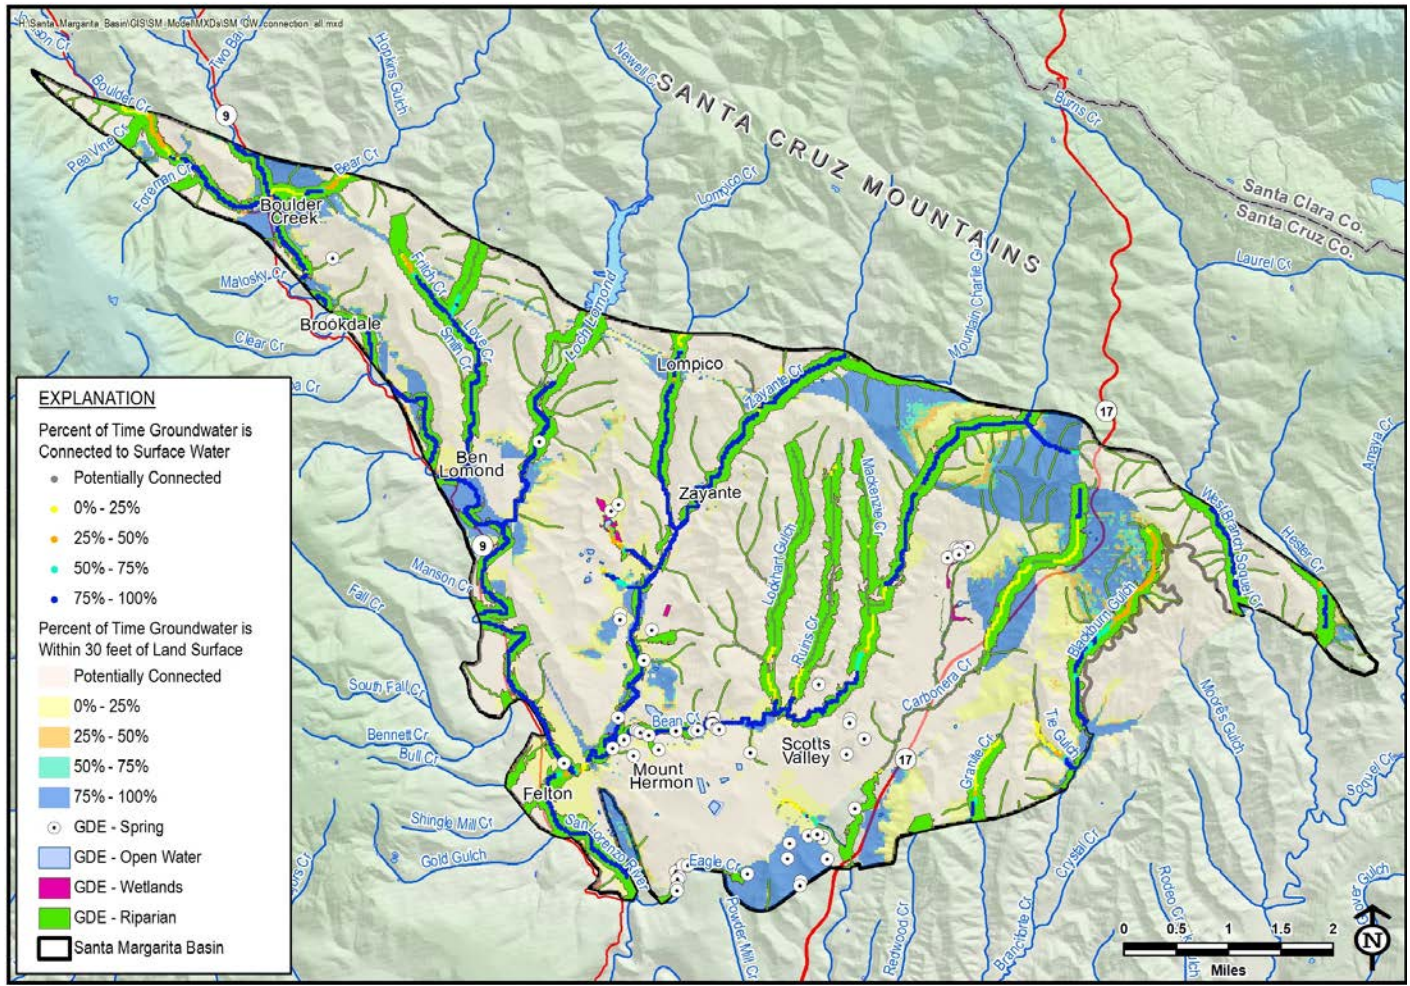 H:\Santa_Margarita_Basin\GIS\SM_Model\MXDs\SM_GW_connection_all.mxd
Two Ba
Hopkins Gulch
Newell Cr
SANTA CRUZ MOUNTAINS
Burns Cr
Boulder Cr
9
Pea Vine Cr
Foreman Cr
Bear Cr
Boulder
Creek
Lompico Cr
Santa Clara Co.
Santa Cruz Co.
Laurel Cr
Mountain Charlie Gu
Malosky Cr
Fritch Cr
Loch Lomond
Brookdale
Love Cr
Smith Cr
Clear Cr
Lompico
Zayante Cr
17
Amaya Cr
Ben
Lomond
Zayante
Mackenzie Cr
Lockhart Gulch
West Branch Soquel Cr
Hester Cr
9
Manson Cr
Fall Cr
Ruins Cr
Blackburn Gulch
South Fall Cr
Carbonera Cr
Moores Gulch
Bean Cr
Tie Gulch
Bennett Cr
Bull Cr
Scotts
Valley
17
Granite Cr
Mount
Hermon
Felton
Soquel Cr
Shingle Mill Cr
San Lorenzo River
Gold Gulch
Eagle Cr
Crystal Cr
Powder Mill Cr
Redwood Cr
Branciforte Cr
EXPLANATION
Percent of Time Groundwater is
Connected to Surface Water
Potentially Connected
0% - 25%
25% - 50%
50% - 75%
75% - 100%
Percent of Time Groundwater is
Within 30 feet of Land Surface
Potentially Connected
0% - 25%
25% - 50%
50% - 75%
75% - 100%
GDE - Spring
GDE - Open Water
GDE - Wetlands
GDE - Riparian
Santa Margarita Basin
0 0.5 1 1.5 2
Miles
N